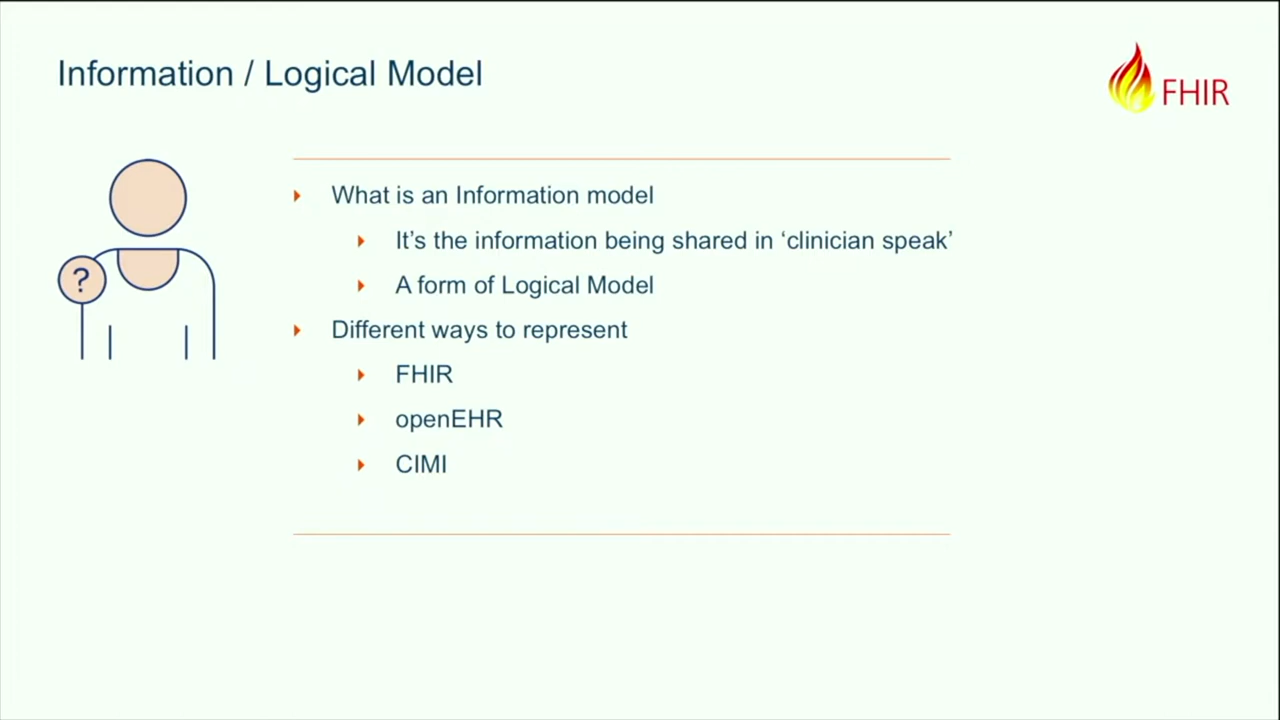 Information / Logical Model
FHIR
?
What is an Information model
It’s the information being shared in ‘clinician speak’
A form of Logical Model
Different ways to represent
FHIR
openEHR
CIMI